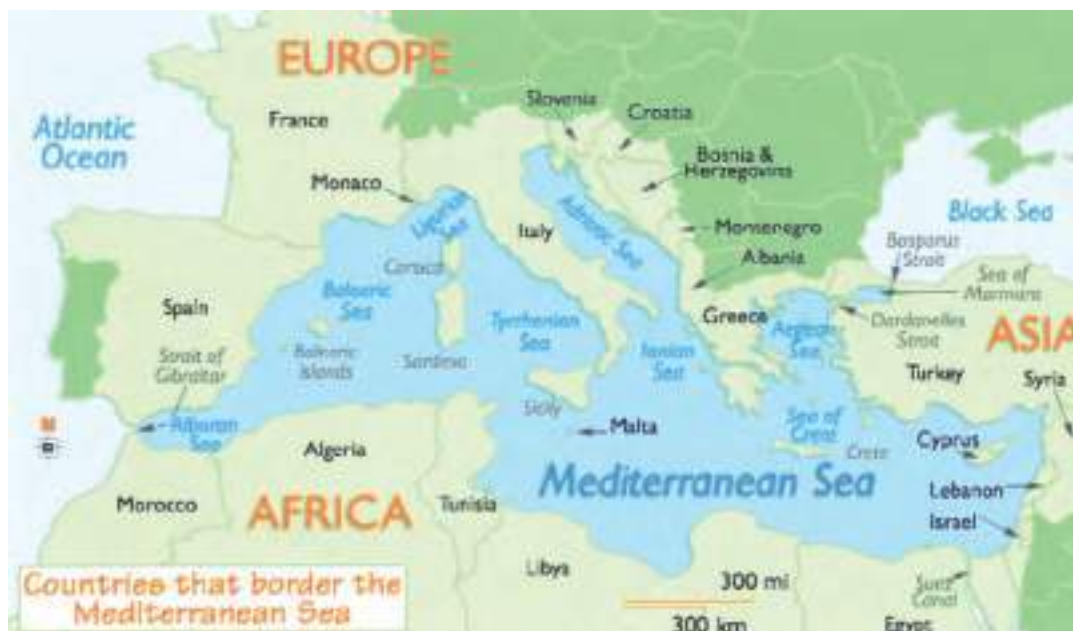 EUROPE
Slovenia
Croatia
France
Atlantic
Ocean
Bosnia &
Herzegovina
Monaco
Ligurian
Sea
Adriatic Sea
Black Sea
Italy
Montenegro
Bosporus
Strait
Albania
Corsica
Sea of
Marmara
Spain
Balearic
Sea
Tyrrhenian
Sea
Greece
Aegean
Sea
Dardanelles
Strait
ASIA
Strait of
Gibraltar
Balearic
Islands
Sardinia
Ionian
Sea
Turkey
Syria
Sicily
Malta
Sea of
Crete
Crete
Cyprus
Alboran
Sea
Algeria
Mediterranean Sea
Lebanon
Morocco
AFRICA
Tunisia
Israel
Libya
300 mi
300 km
Suez
Canal
Egypt
Countries that border the
Mediterranean Sea